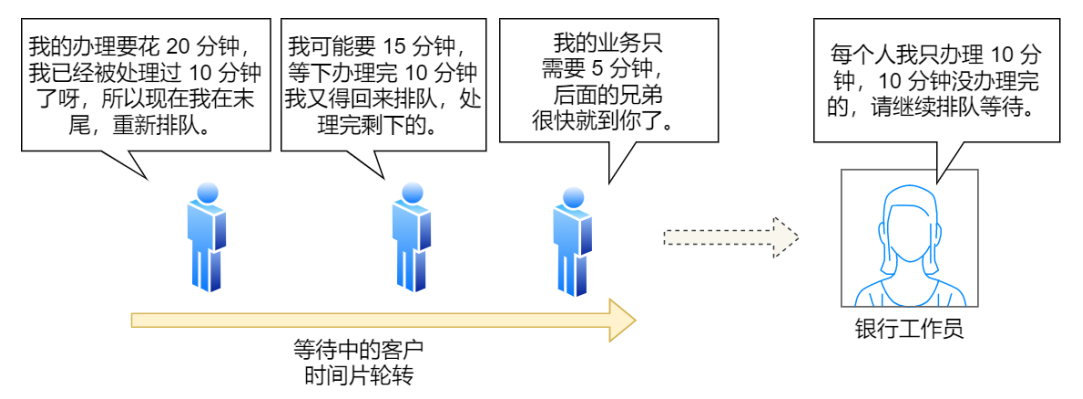 我的办理要花 20 分钟，
我已经被处理过 10 分钟
了呀，所以现在我在末
尾，重新排队。
我可能要 15 分钟，
等下办理完 10 分钟
我又得回来排队，处
理完剩下的。
我的业务只
需要 5 分钟，
后面的兄弟
很快就到你了。
每个人我只办理 10 分
钟，10 分钟没办理完
的，请继续排队等待。
银行工作员
等待中的客户
时间片轮转